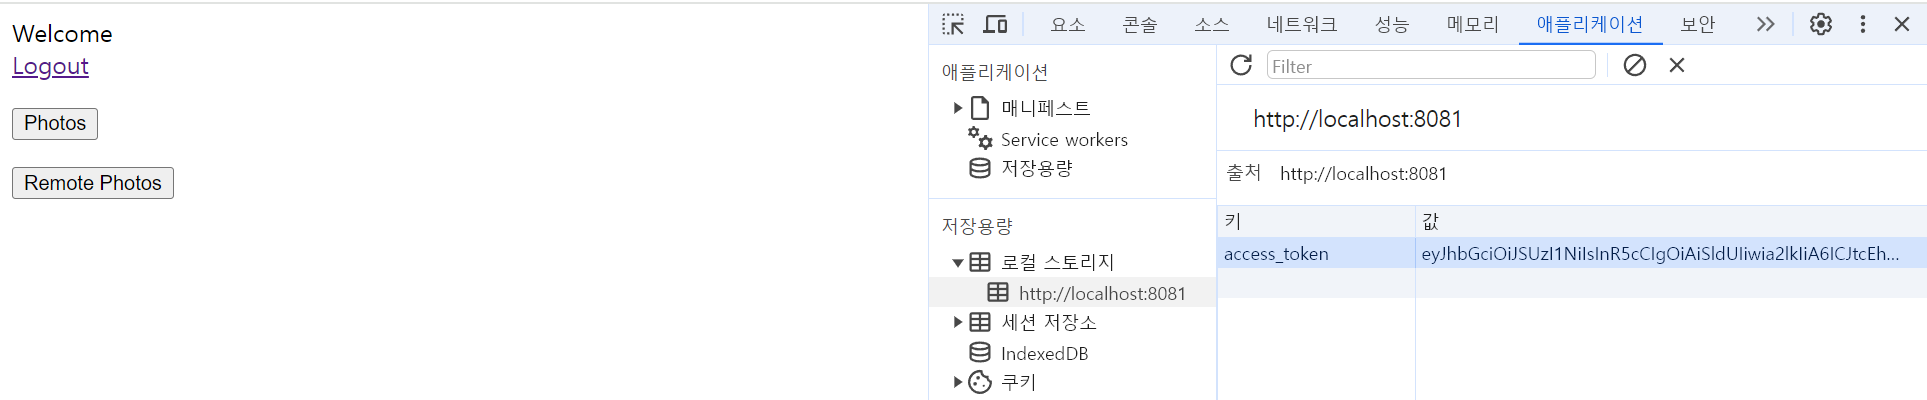 Welcome
Logout
Photos
Remote Photos
요소 콘솔 소스 네트워크 성능 메모리 애플리케이션 보안
애플리케이션
매니페스트
Service workers
저장용량
저장용량
로컬 스토리지
http://localhost:8081
세션 저장소
IndexedDB
쿠키
Filter
http://localhost:8081
출처 http://localhost:8081
키 값
access_token eyJhbGciOiJSUzI1NiIsInR5cCIgOiAiSldUIiwia2lkIiA6ICJtcEh...